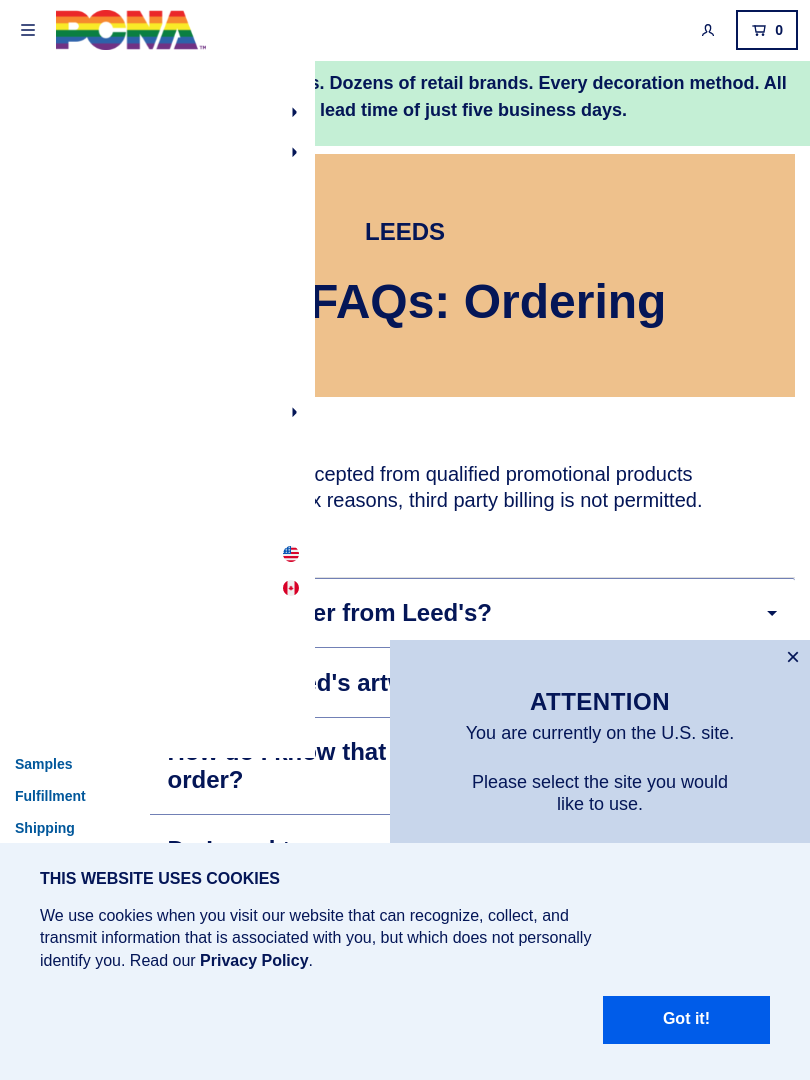 PCNA
TM
0
s. Dozens of retail brands. Every decoration method. All
lead time of just five business days.
LEEDS
FAQs: Ordering
cepted from qualified promotional products
x reasons, third party billing is not permitted.
er from Leed's?
ed's artw
How do I know that
order?
ATTENTION
You are currently on the U.S. site.
Please select the site you would
like to use.
Samples
Fulfillment
Shipping
THIS WEBSITE USES COOKIES
We use cookies when you visit our website that can recognize, collect, and
transmit information that is associated with you, but which does not personally
identify you. Read our Privacy Policy.
Got it!